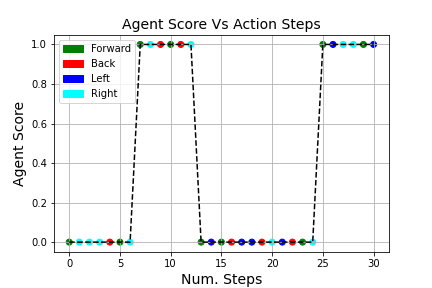 Agent Score Vs Action Steps
1.0
0.8
0.6
0.4
0.2
0.0
Agent Score
Forward
Back
Left
Right
0 5 10 15 20 25 30
Num. Steps